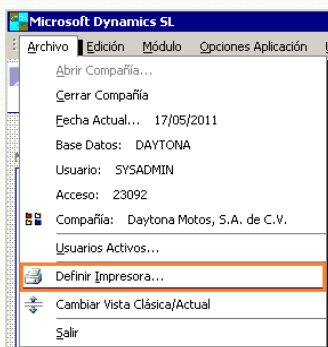 Microsoft Dynamics SL
Archivo Edición Módulo Opciones Aplicación
Abrir Compañía...
Cerrar Compañía
Fecha Actual... 17/05/2011
Base Datos: DAYTONA
Usuario: SYSADMIN
Acceso: 23092
Compañía: Daytona Motos, S.A. de C.V.
Usuarios Activos...
Definir Impresora...
Cambiar Vista Clásica/Actual
Salir